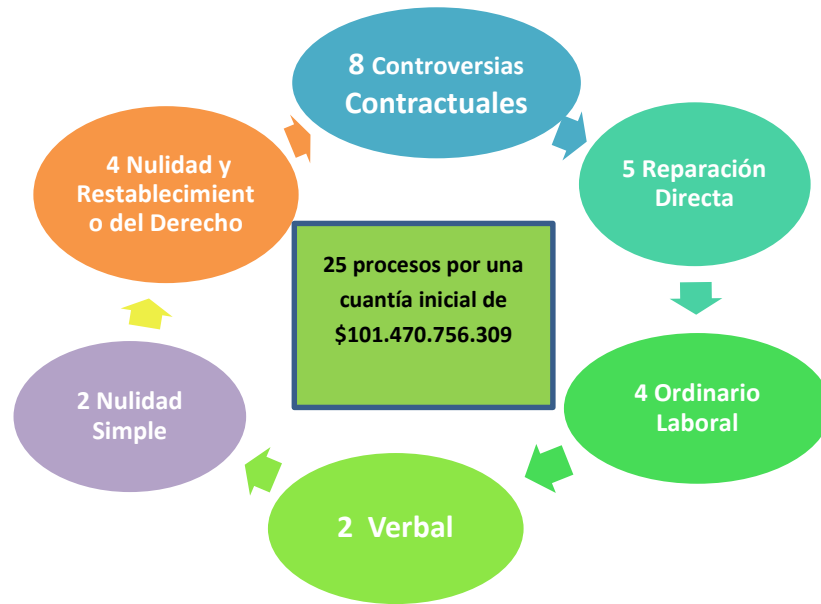 8 Controversias
Contractuales
5 Reparación
Directa
4 Ordinario
Laboral
2 Verbal
2 Nulidad
Simple
4 Nulidad y
Restablecimient
o del Derecho
25 procesos por una
cuantía inicial de
$101.470.756.309